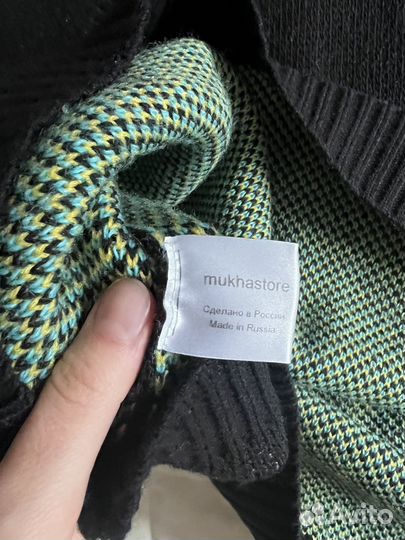 mukhastore
Сделано в России
Made in Russia
Avito